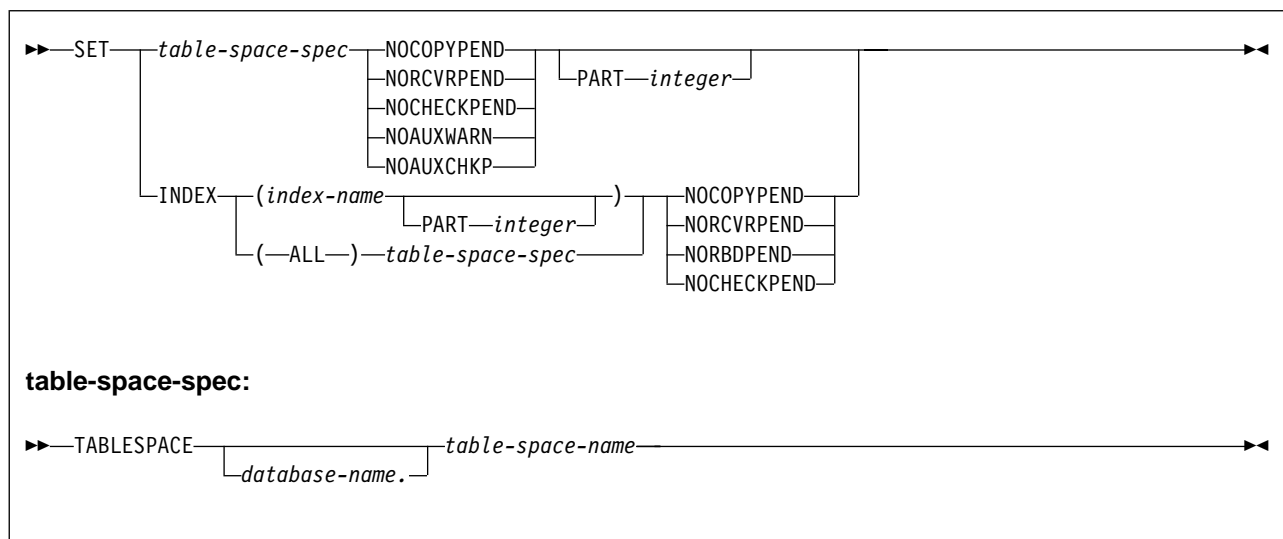 SET table-space-spec NOCOPYPEND
NORCVRPEND PART integer
NOCHECKPEND
NOAUXWARN
NOAUXCHKP
INDEX (index-name ) NOCOPYPEND
PART integer NORCVRPEND
( ALL ) table-space-spec NORBDPEND
NOCHECKPEND
table-space-spec:
TABLESPACE table-space-name
database-name.